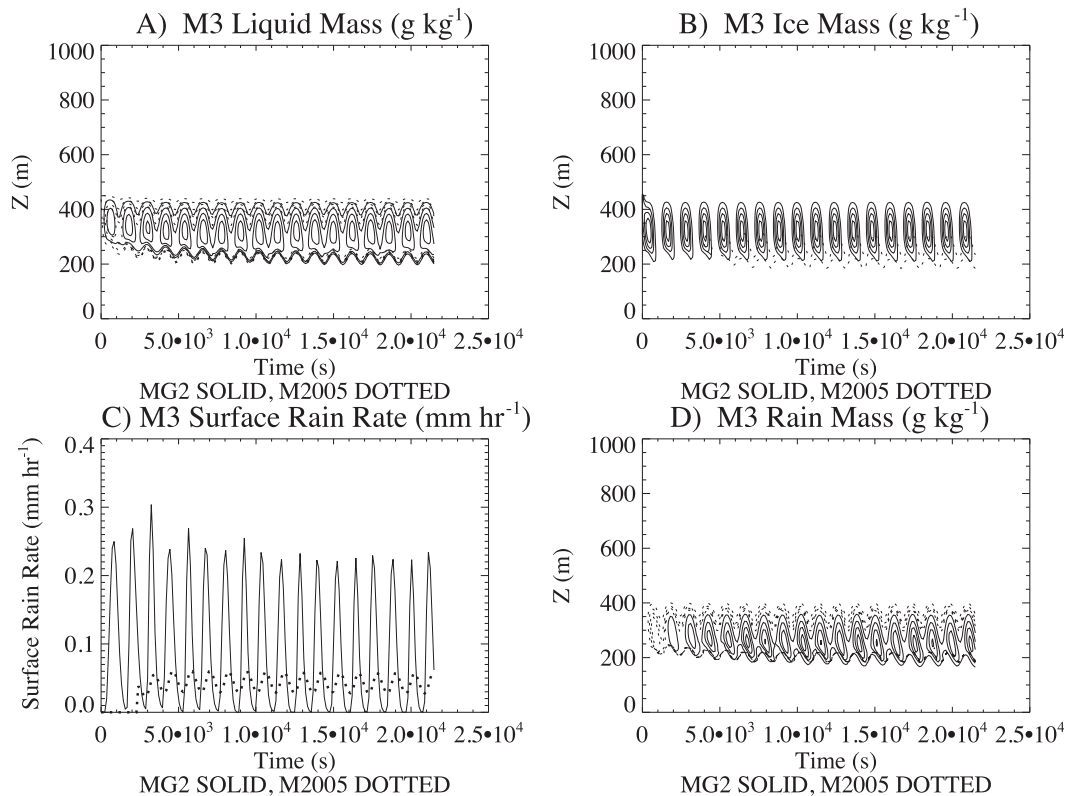 A) M3 Liquid Mass (g kg⁻¹)
1000
800
600
400
200
0
Z (m)
0 5.0•10³ 1.0•10⁴ 1.5•10⁴ 2.0•10⁴ 2.5•10⁴
Time (s)
MG2 SOLID, M2005 DOTTED
B) M3 Ice Mass (g kg⁻¹)
1000
800
600
400
200
0
Z (m)
0 5.0•10³ 1.0•10⁴ 1.5•10⁴ 2.0•10⁴ 2.5•10⁴
Time (s)
MG2 SOLID, M2005 DOTTED
C) M3 Surface Rain Rate (mm hr⁻¹)
0.4
0.3
0.2
0.1
0.0
Surface Rain Rate (mm hr⁻¹)
0 5.0•10³ 1.0•10⁴ 1.5•10⁴ 2.0•10⁴ 2.5•10⁴
Time (s)
MG2 SOLID, M2005 DOTTED
D) M3 Rain Mass (g kg⁻¹)
1000
800
600
400
200
0
Z (m)
0 5.0•10³ 1.0•10⁴ 1.5•10⁴ 2.0•10⁴ 2.5•10⁴
Time (s)
MG2 SOLID, M2005 DOTTED